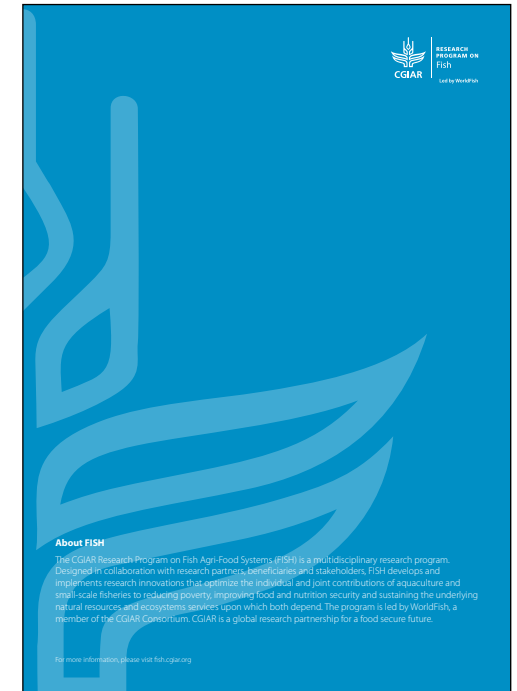 RESEARCH
PROGRAM ON
Fish
CGIAR
Led by WorldFish
About FISH
The CGIAR Research Program on Fish Agri-Food Systems (FISH) is a multidisciplinary research program.
Designed in collaboration with research partners, beneficiaries and stakeholders, FISH develops and
implements research innovations that optimize the individual and joint contributions of aquaculture and
small-scale fisheries to reducing poverty, improving food and nutrition security and sustaining the underlying
natural resources and ecosystems services upon which both depend. The program is led by WorldFish, a
member of the CGIAR Consortium. CGIAR is a global research partnership for a food secure future.
For more information, please visit fish.cgiar.org